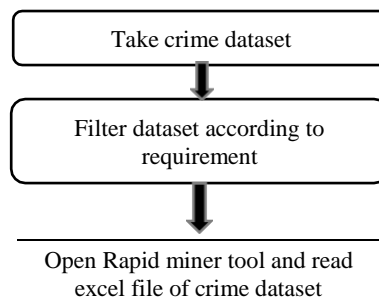 Take crime dataset
Filter dataset according to
requirement
Open Rapid miner tool and read
excel file of crime dataset